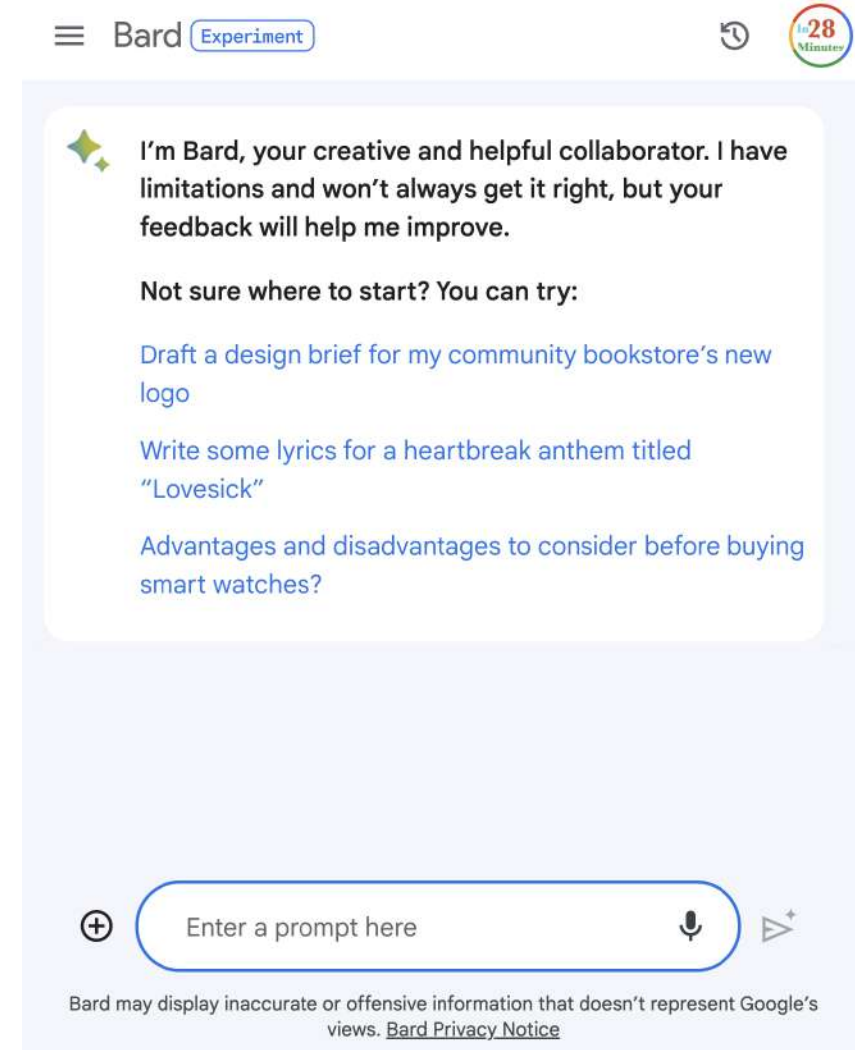 Bard Experiment
In 28
Minutes
I’m Bard, your creative and helpful collaborator. I have
limitations and won’t always get it right, but your
feedback will help me improve.
Not sure where to start? You can try:
Draft a design brief for my community bookstore’s new
logo
Write some lyrics for a heartbreak anthem titled
“Lovesick”
Advantages and disadvantages to consider before buying
smart watches?
Enter a prompt here
Bard may display inaccurate or offensive information that doesn’t represent Google’s
views. Bard Privacy Notice